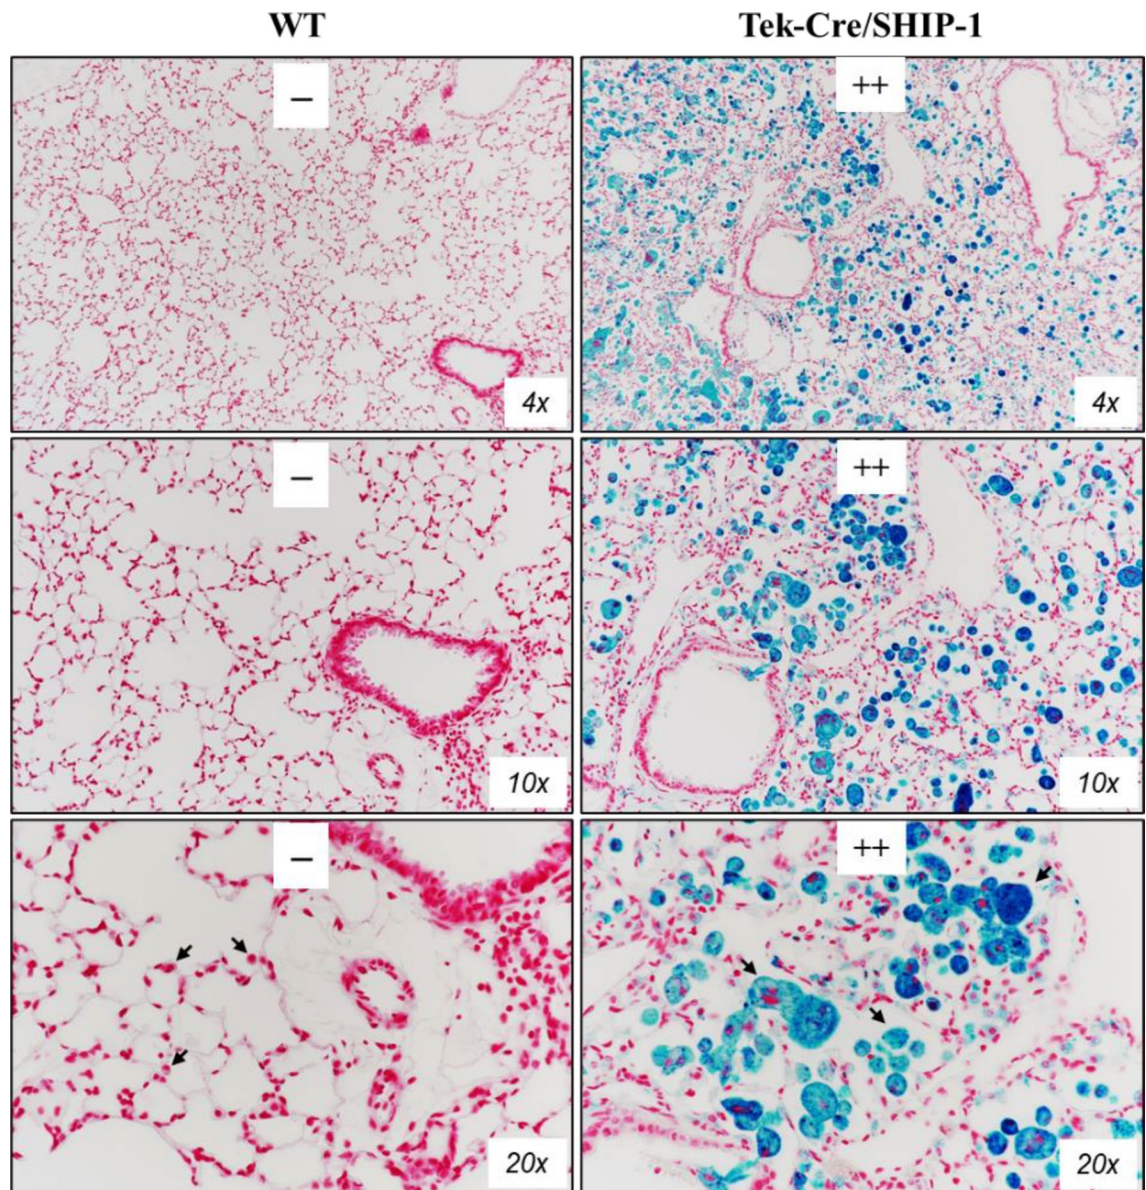 WT Tek-Cre/SHIP-1
– ++
4x 4x
– ++
10x 10x
– ++
20x 20x